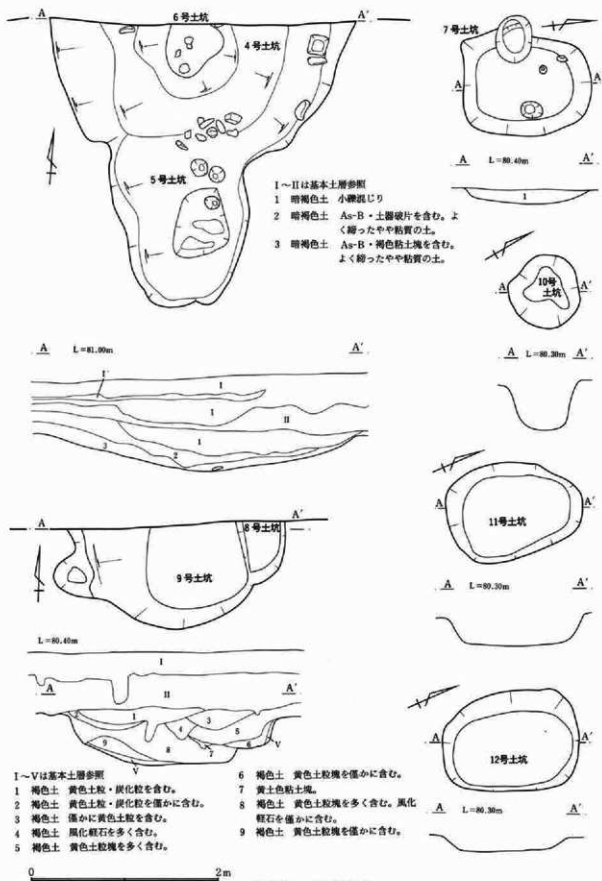 A 6号土坑 A'
4号土坑
5号土坑
I～IIは基本土層参照
1 暗褐色土 小礫混じり
2 暗褐色土 As-B・土器破片を含む。よ
く締ったやや粘質の土。
3 暗褐色土 As-B・褐色粘土塊を含む。
よく締ったやや粘質の土。
A L=81.00m A'
I'
I
I
II
1
3
2
7号土坑
A A'
A L=80.40m A'
1
10号
土坑
A A'
A L=80.30m A'
11号土坑
A A'
A L=80.30m A'
12号土坑
A A'
A L=80.30m A'
A 8号土坑 A'
9号土坑
L=80.40m
I
A II A'
1
3
4
5
9
8
7
6
V
V
I～Vは基本土層参照
1 褐色土 黄色土粒・炭化粒を含む。
2 褐色土 黄色土粒・炭化粒を僅かに含む。
3 褐色土 僅かに黄色土粒を含む。
4 褐色土 風化軽石を多く含む。
5 褐色土 黄色土粒塊を多く含む。
6 褐色土 黄色土粒塊を僅かに含む。
7 黄土色粘土塊。
8 褐色土 黄色土粒塊を多く含む。風化
軽石を僅かに含む。
9 褐色土 黄色土粒塊を僅かに含む。
0 2m